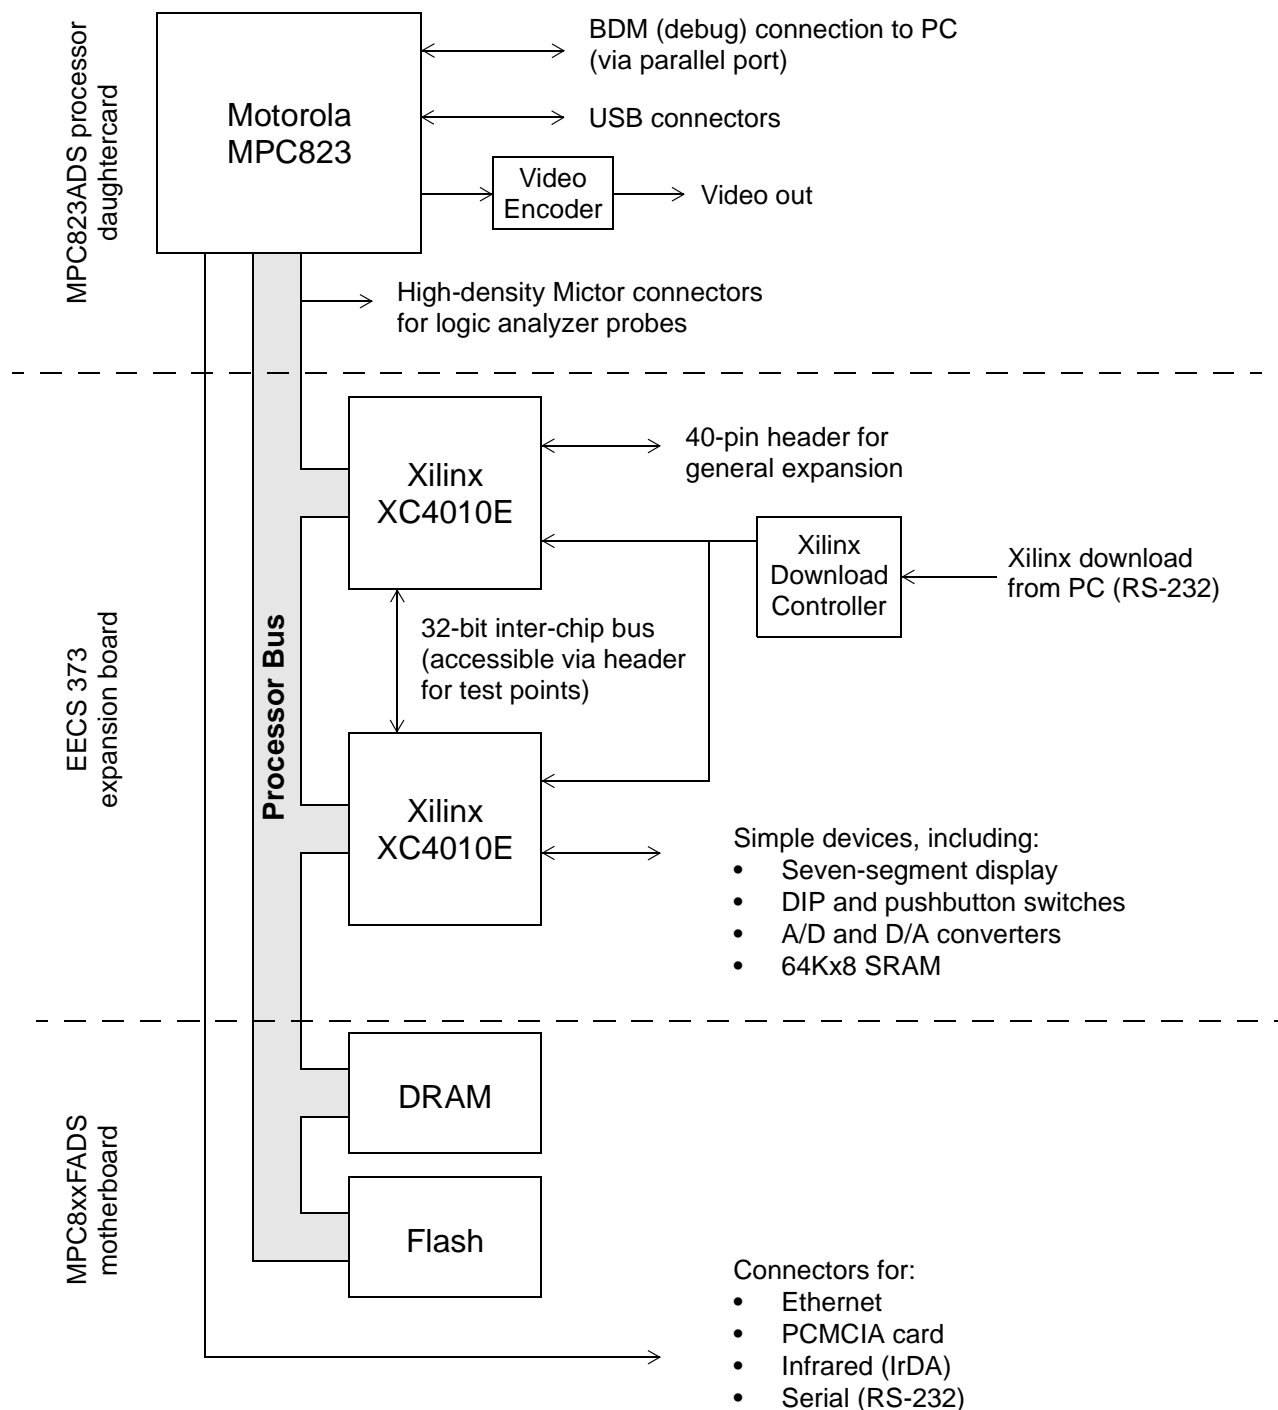 MPC823ADS processor
daughtercard
Motorola
MPC823
BDM (debug) connection to PC
(via parallel port)
USB connectors
Video
Encoder
Video out
High-density Mictor connectors
for logic analyzer probes
EECS 373
expansion board
Processor Bus
Xilinx
XC4010E
40-pin header for
general expansion
Xilinx
Download
Controller
Xilinx download
from PC (RS-232)
32-bit inter-chip bus
(accessible via header
for test points)
Xilinx
XC4010E
Simple devices, including:
• Seven-segment display
• DIP and pushbutton switches
• A/D and D/A converters
• 64Kx8 SRAM
MPC8xxFADS
motherboard
DRAM
Flash
Connectors for:
• Ethernet
• PCMCIA card
• Infrared (IrDA)
• Serial (RS-232)